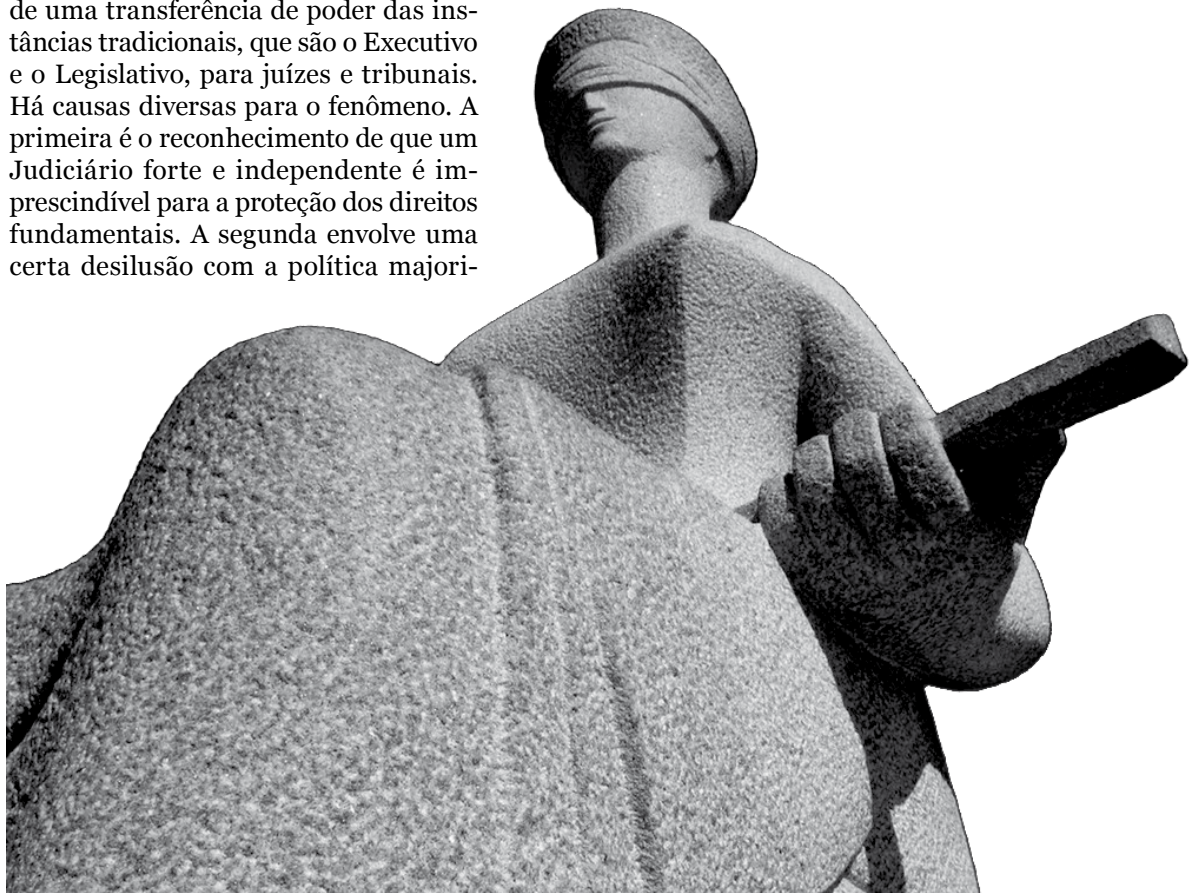 de uma transferência de poder das ins-
tâncias tradicionais, que são o Executivo
e o Legislativo, para juízes e tribunais.
Há causas diversas para o fenômeno. A
primeira é o reconhecimento de que um
Judiciário forte e independente é im-
prescindível para a proteção dos direitos
fundamentais. A segunda envolve uma
certa desilusão com a política majori-